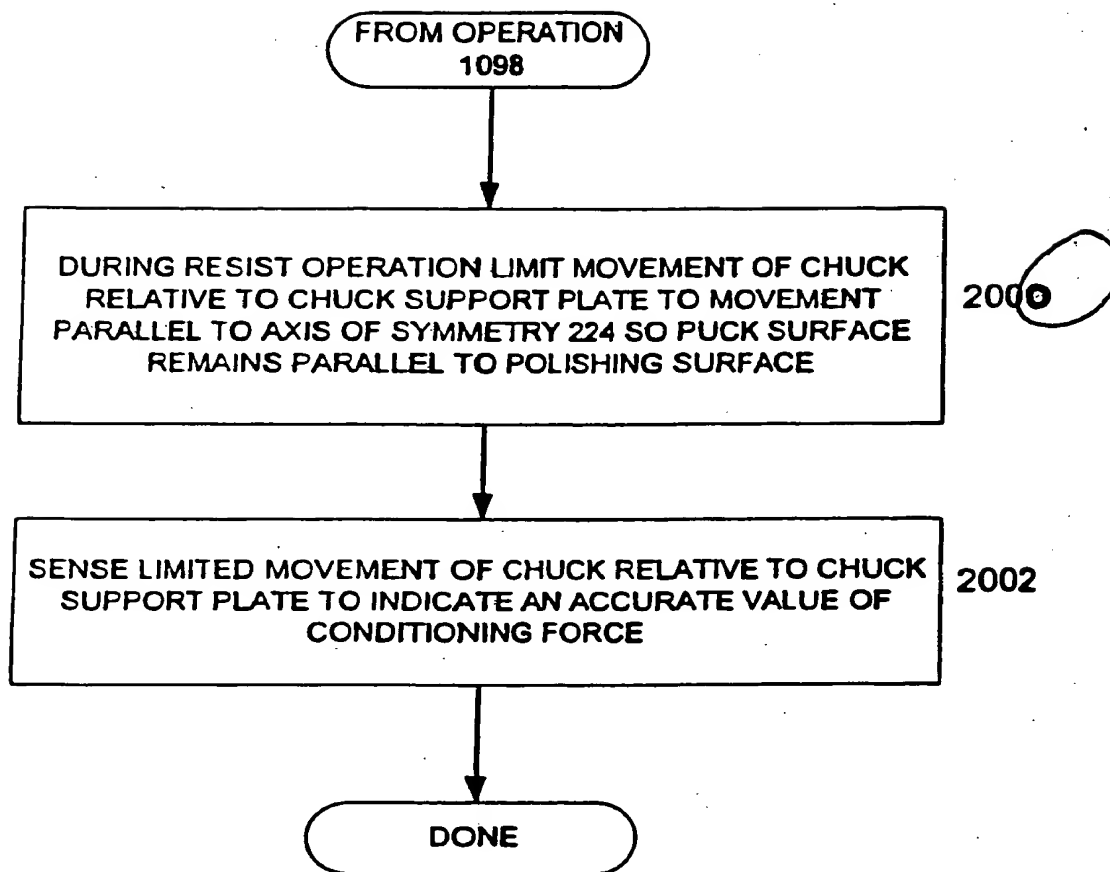 FROM OPERATION
1098
DURING RESIST OPERATION LIMIT MOVEMENT OF CHUCK
RELATIVE TO CHUCK SUPPORT PLATE TO MOVEMENT
PARALLEL TO AXIS OF SYMMETRY 224 SO PUCK SURFACE
REMAINS PARALLEL TO POLISHING SURFACE
2000
SENSE LIMITED MOVEMENT OF CHUCK RELATIVE TO CHUCK
SUPPORT PLATE TO INDICATE AN ACCURATE VALUE OF
CONDITIONING FORCE
2002
DONE